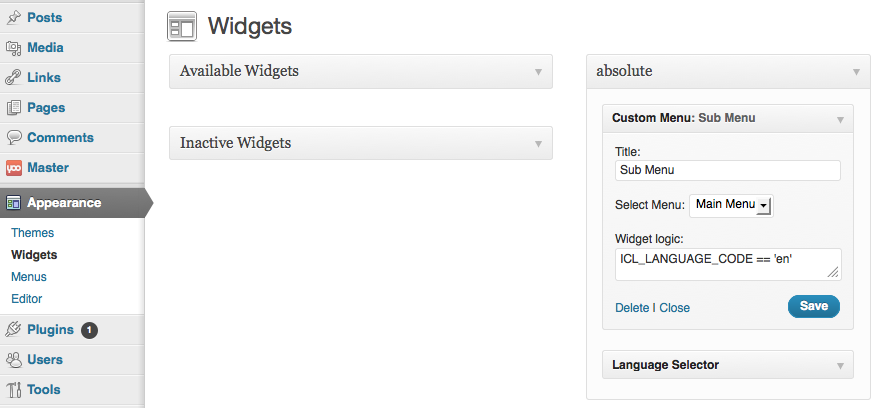 Posts
Media
Links
Pages
Comments
yoo Master
Appearance
Themes
Widgets
Menus
Editor
Plugins 1
Users
Tools
Widgets
Available Widgets
Inactive Widgets
absolute
Custom Menu: Sub Menu
Title:
Sub Menu
Select Menu: Main Menu
Widget logic:
ICL_LANGUAGE_CODE == 'en'
Delete | Close Save
Language Selector